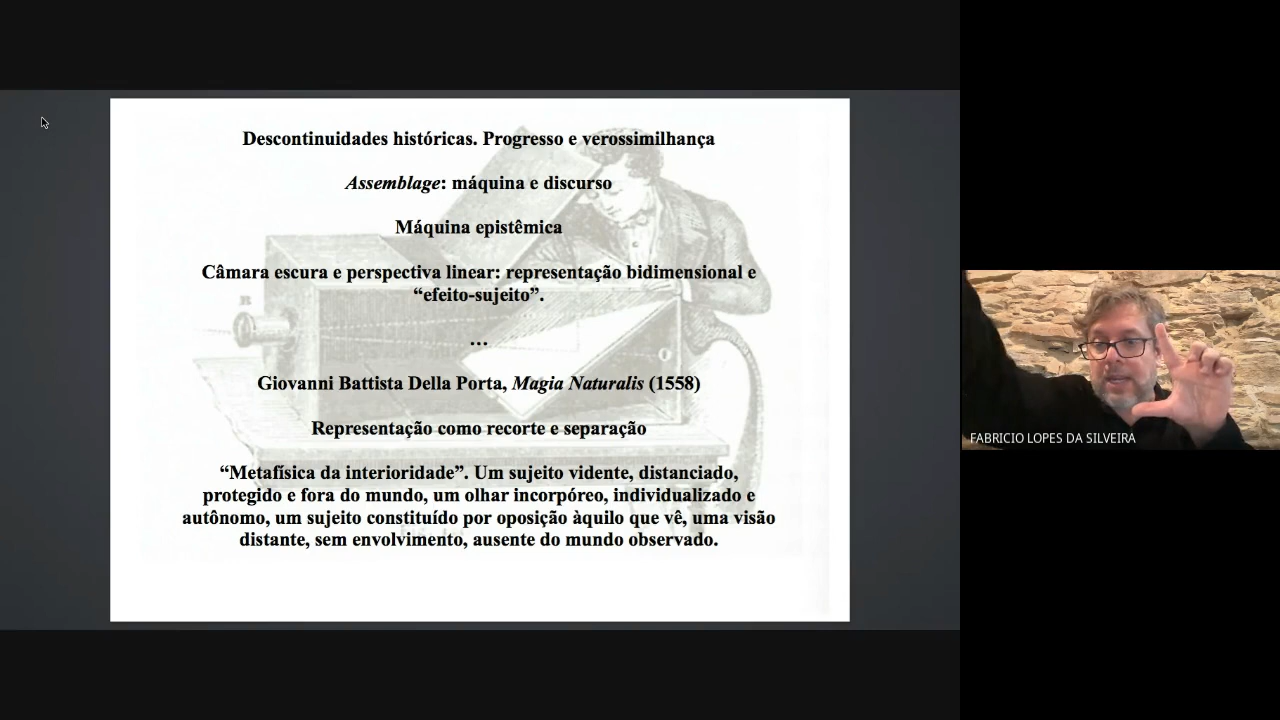 Descontinuidades históricas. Progresso e verossimilhança
Assemblage: máquina e discurso
Máquina epistêmica
Câmara escura e perspectiva linear: representação bidimensional e
“efeito-sujeito”.
…
B
O
Giovanni Battista Della Porta, Magia Naturalis (1558)
Representação como recorte e separação
“Metafísica da interioridade”. Um sujeito vidente, distanciado,
protegido e fora do mundo, um olhar incorpóreo, individualizado e
autônomo, um sujeito constituído por oposição àquilo que vê, uma visão
distante, sem envolvimento, ausente do mundo observado.
FABRICIO LOPES DA SILVEIRA